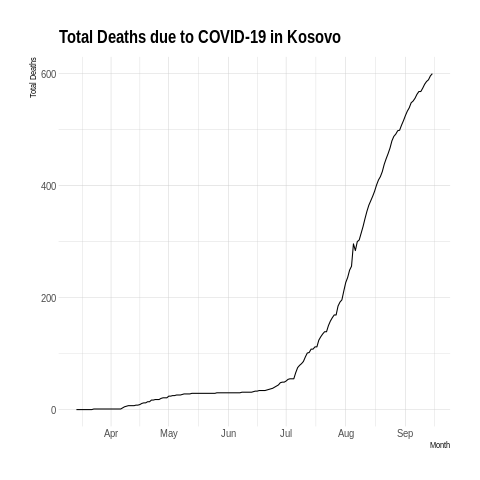 Total Deaths due to COVID-19 in Kosovo
Total Deaths
600
400
200
0
Apr May Jun Jul Aug Sep
Month